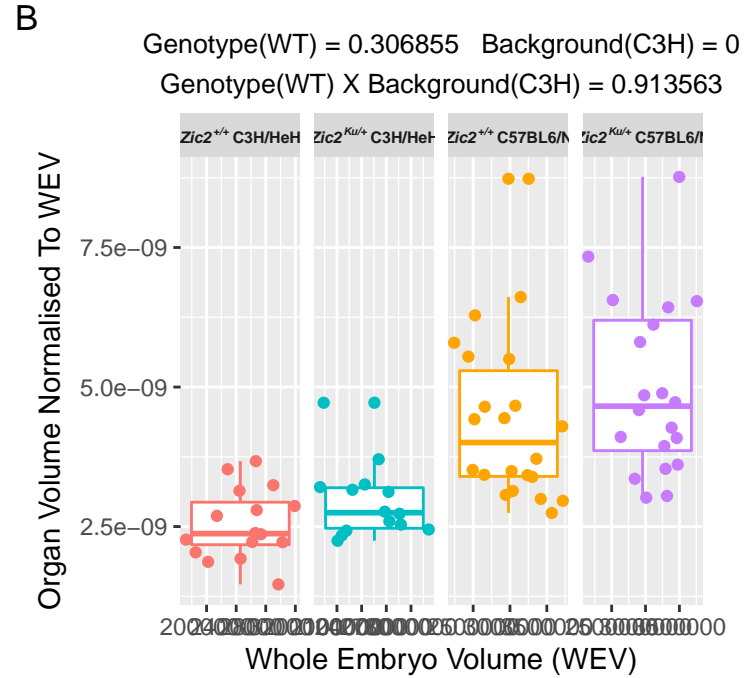 B
Genotype(WT) = 0.306855 Background(C3H) = 0
Genotype(WT) X Background(C3H) = 0.913563
Zic2+/+ C3H/HeH
Zic2Ku/+ C3H/HeH
Zic2+/+ C57BL6/N
Zic2Ku/+ C57BL6/N
Organ Volume Normalised To WEV
7.5e−09
5.0e−09
2.5e−09
Whole Embryo Volume (WEV)